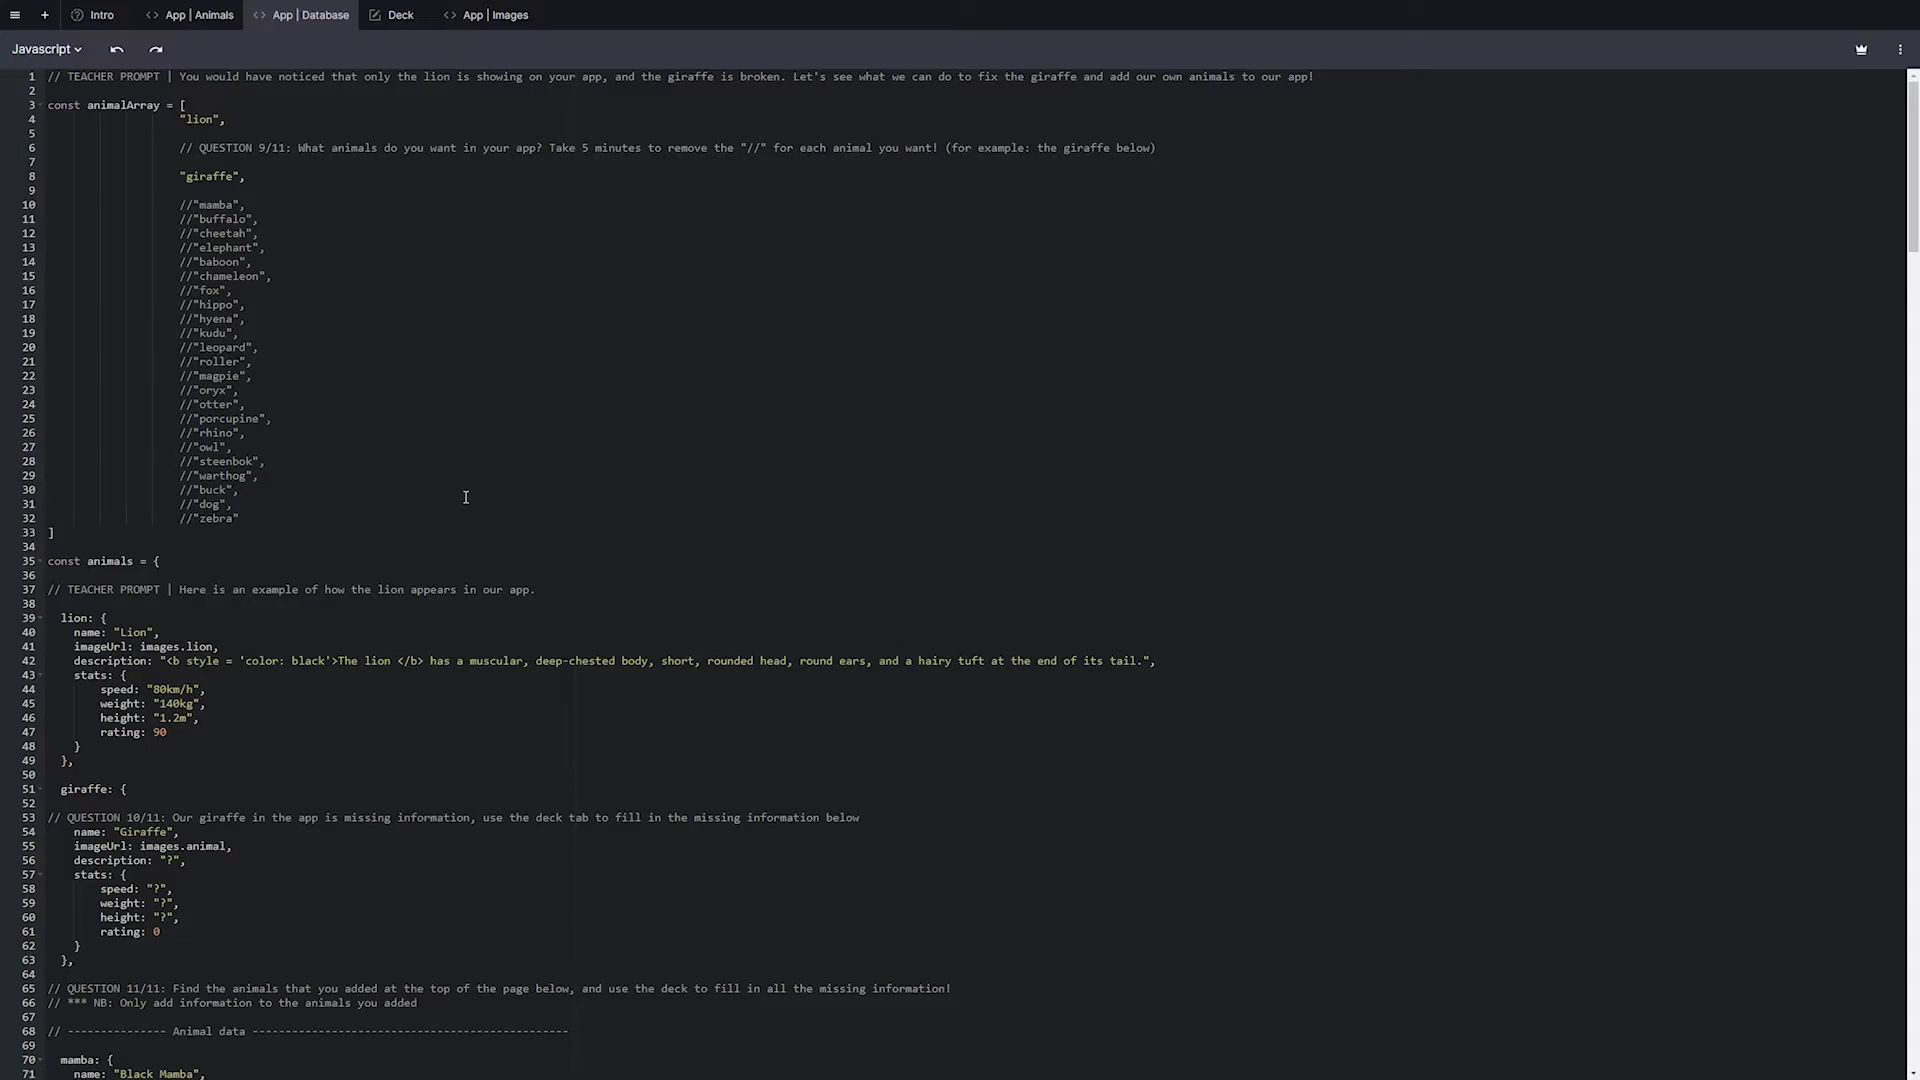 Intro
App | Animals
App | Database
Deck
App | Images
Javascript
1 // TEACHER PROMPT | You would have noticed that only the lion is showing on your app, and the giraffe is broken. Let's see what we can do to fix the giraffe and add our own animals to our app!
2
3 const animalArray = [
4 "lion",
5
6 // QUESTION 9/11: What animals do you want in your app? Take 5 minutes to remove the "//" for each animal you want! (for example: the giraffe below)
7
8 "giraffe",
9
10 //"mamba",
11 //"buffalo",
12 //"cheetah",
13 //"elephant",
14 //"baboon",
15 //"chameleon",
16 //"fox",
17 //"hippo",
18 //"hyena",
19 //"kudu",
20 //"leopard",
21 //"roller",
22 //"magpie",
23 //"oryx",
24 //"otter",
25 //"porcupine",
26 //"rhino",
27 //"owl",
28 //"steenbok",
29 //"warthog",
30 //"buck",
31 //"dog",
32 //"zebra"
33 ]
34
35 const animals = {
36
37 // TEACHER PROMPT | Here is an example of how the lion appears in our app.
38
39 lion: {
40 name: "Lion",
41 imageUrl: images.lion,
42 description: "<b style = 'color: black'>The lion </b> has a muscular, deep-chested body, short, rounded head, round ears, and a hairy tuft at the end of its tail.",
43 stats: {
44 speed: "80km/h",
45 weight: "140kg",
46 height: "1.2m",
47 rating: 90
48 }
49 },
50
51 giraffe: {
52
53 // QUESTION 10/11: Our giraffe in the app is missing information, use the deck tab to fill in the missing information below
54 name: "Giraffe",
55 imageUrl: images.animal,
56 description: "?",
57 stats: {
58 speed: "?",
59 weight: "?",
60 height: "?",
61 rating: 0
62 }
63 },
64
65 // QUESTION 11/11: Find the animals that you added at the top of the page below, and use the deck to fill in all the missing information!
66 // *** NB: Only add information to the animals you added
67
68 // --------------- Animal data ------------------------------------------------
69
70 mamba: {
71 name: "Black Mamba",